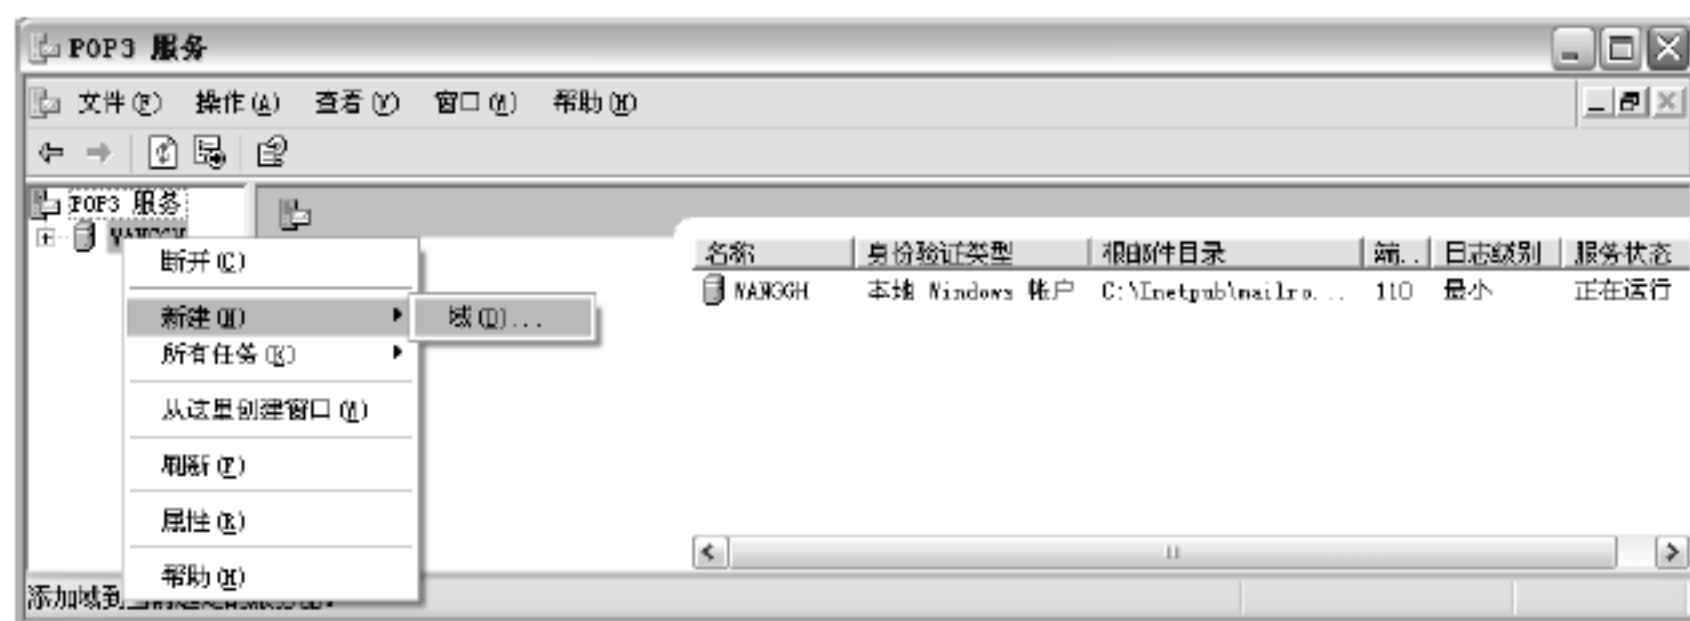 POP3 服务
文件(F) 操作(A) 查看(V) 窗口(W) 帮助(H)
POP3 服务
断开(C)
新建(N)
域(D)...
所有任务(K)
从这里创建窗口(W)
刷新(F)
属性(R)
帮助(H)
名称 身份验证类型 根邮件目录 端.. 日志级别 服务状态
本地 Windows 帐户 C:\Inetpub\mailro... 110 最小 正在运行
添加域到